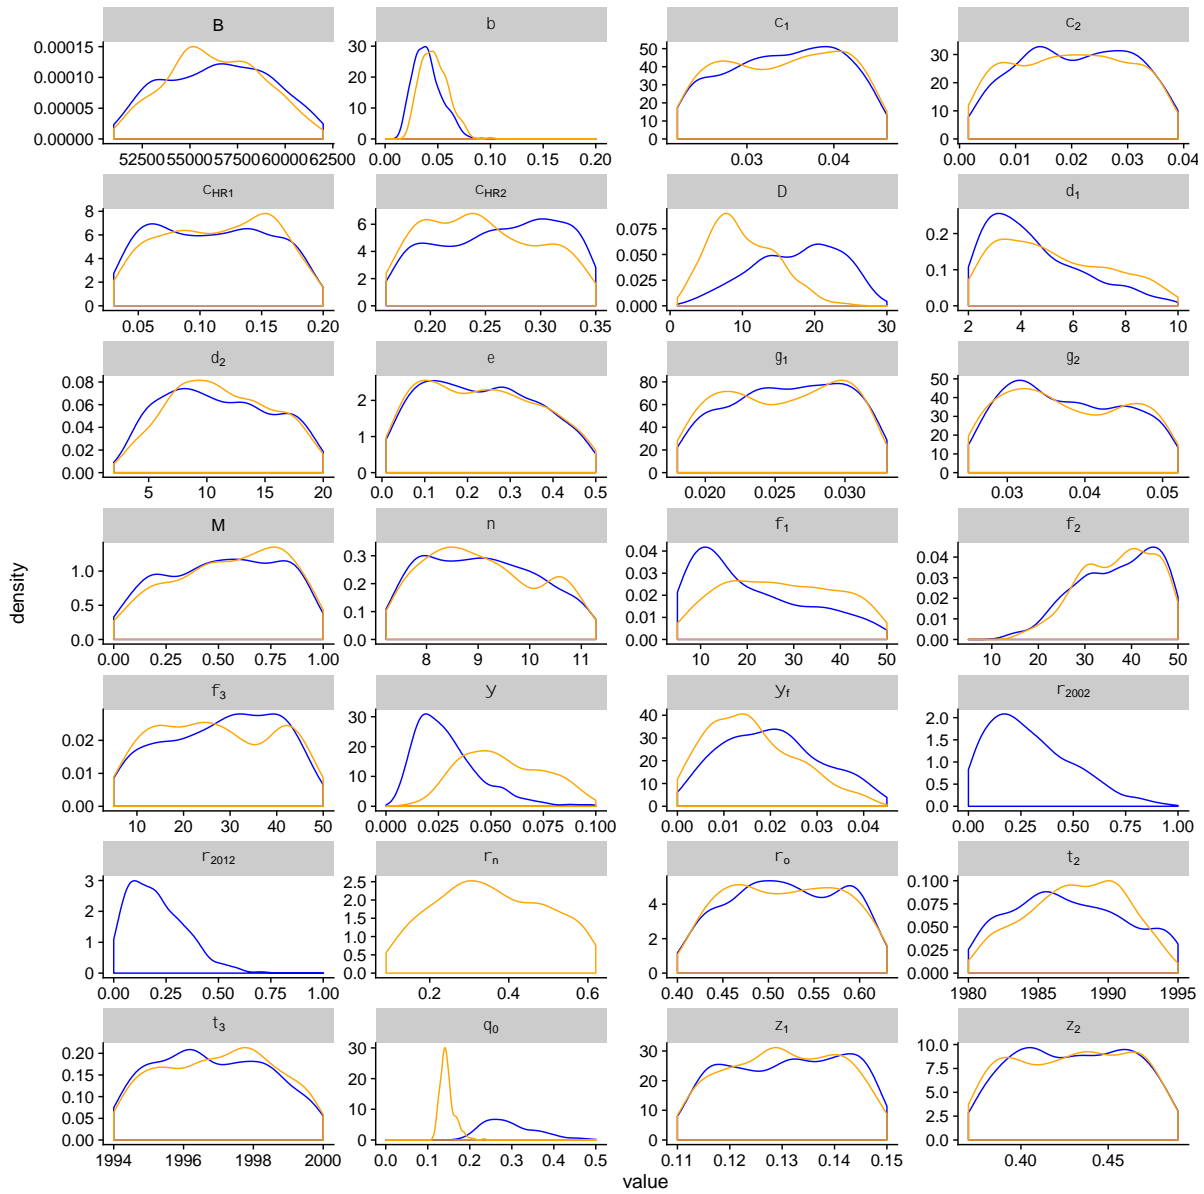 B b c1 c2
0.00015 0.00010 0.00005 0.00000
52500 55000 57500 60000 62500
30 20 10 0
0.00 0.05 0.10 0.15 0.20
50 40 30 20 10 0
0.03 0.04
30 20 10 0
0.00 0.01 0.02 0.03 0.04
cHR1 cHR2 D d1
8 6 4 2 0
0.05 0.10 0.15 0.20
6 4 2 0
0.20 0.25 0.30 0.35
0.075 0.050 0.025 0.000
0 10 20 30
0.2 0.1 0.0
2 4 6 8 10
d2 e g1 g2
0.08 0.06 0.04 0.02 0.00
5 10 15 20
2 1 0
0.0 0.1 0.2 0.3 0.4 0.5
80 60 40 20 0
0.020 0.025 0.030
50 40 30 20 10 0
0.03 0.04 0.05
M n f1 f2
1.0 0.5 0.0
0.00 0.25 0.50 0.75 1.00
0.3 0.2 0.1 0.0
8 9 10 11
0.04 0.03 0.02 0.01 0.00
10 20 30 40 50
0.04 0.03 0.02 0.01 0.00
10 20 30 40 50
f3 y yf r2002
0.02 0.01 0.00
10 20 30 40 50
30 20 10 0
0.000 0.025 0.050 0.075 0.100
40 30 20 10 0
0.00 0.01 0.02 0.03 0.04
2.0 1.5 1.0 0.5 0.0
0.00 0.25 0.50 0.75 1.00
r2012 rn ro t2
3 2 1 0
0.00 0.25 0.50 0.75 1.00
2.5 2.0 1.5 1.0 0.5 0.0
0.2 0.4 0.6
4 2 0
0.40 0.45 0.50 0.55 0.60
0.100 0.075 0.050 0.025 0.000
1980 1985 1990 1995
t3 q0 z1 z2
0.20 0.15 0.10 0.05 0.00
1994 1996 1998 2000
30 20 10 0
0.0 0.1 0.2 0.3 0.4 0.5
30 20 10 0
0.11 0.12 0.13 0.14 0.15
10.0 7.5 5.0 2.5 0.0
0.40 0.45
density
value